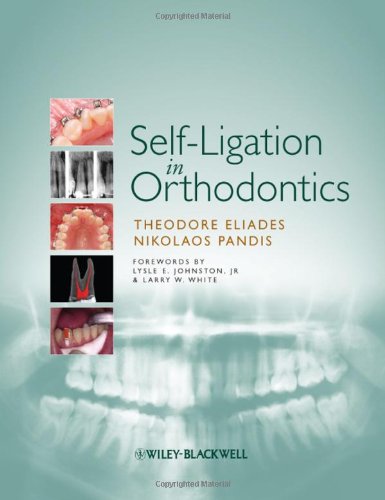 Copyrighted Material
Self-Ligation
in
Orthodontics
THEODORE ELIADES
NIKOLAOS PANDIS
FOREWORDS BY
LYSLE E. JOHNSTON, JR
& LARRY W. WHITE
WILEY-BLACKWELL
Copyrighted Material